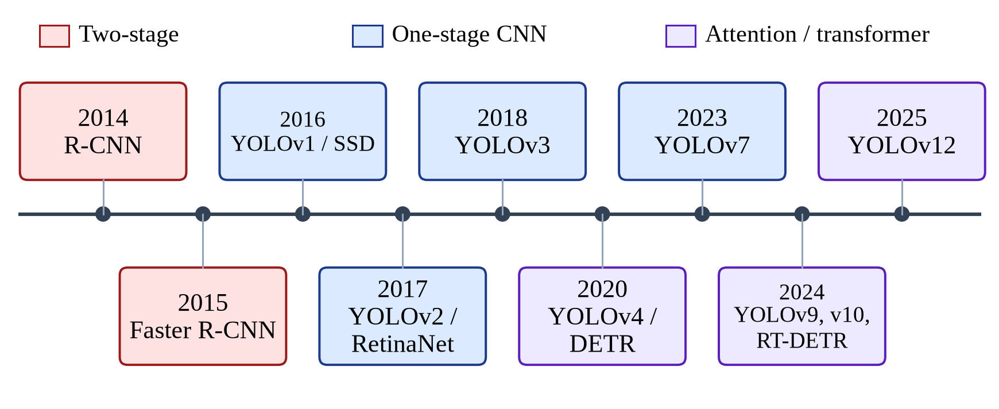 Two-stage
One-stage CNN
Attention / transformer
2014
R-CNN
2016
YOLOv1 / SSD
2018
YOLOv3
2023
YOLOv7
2025
YOLOv12
2015
Faster R-CNN
2017
YOLOv2 /
RetinaNet
2020
YOLOv4 /
DETR
2024
YOLOv9, v10,
RT-DETR